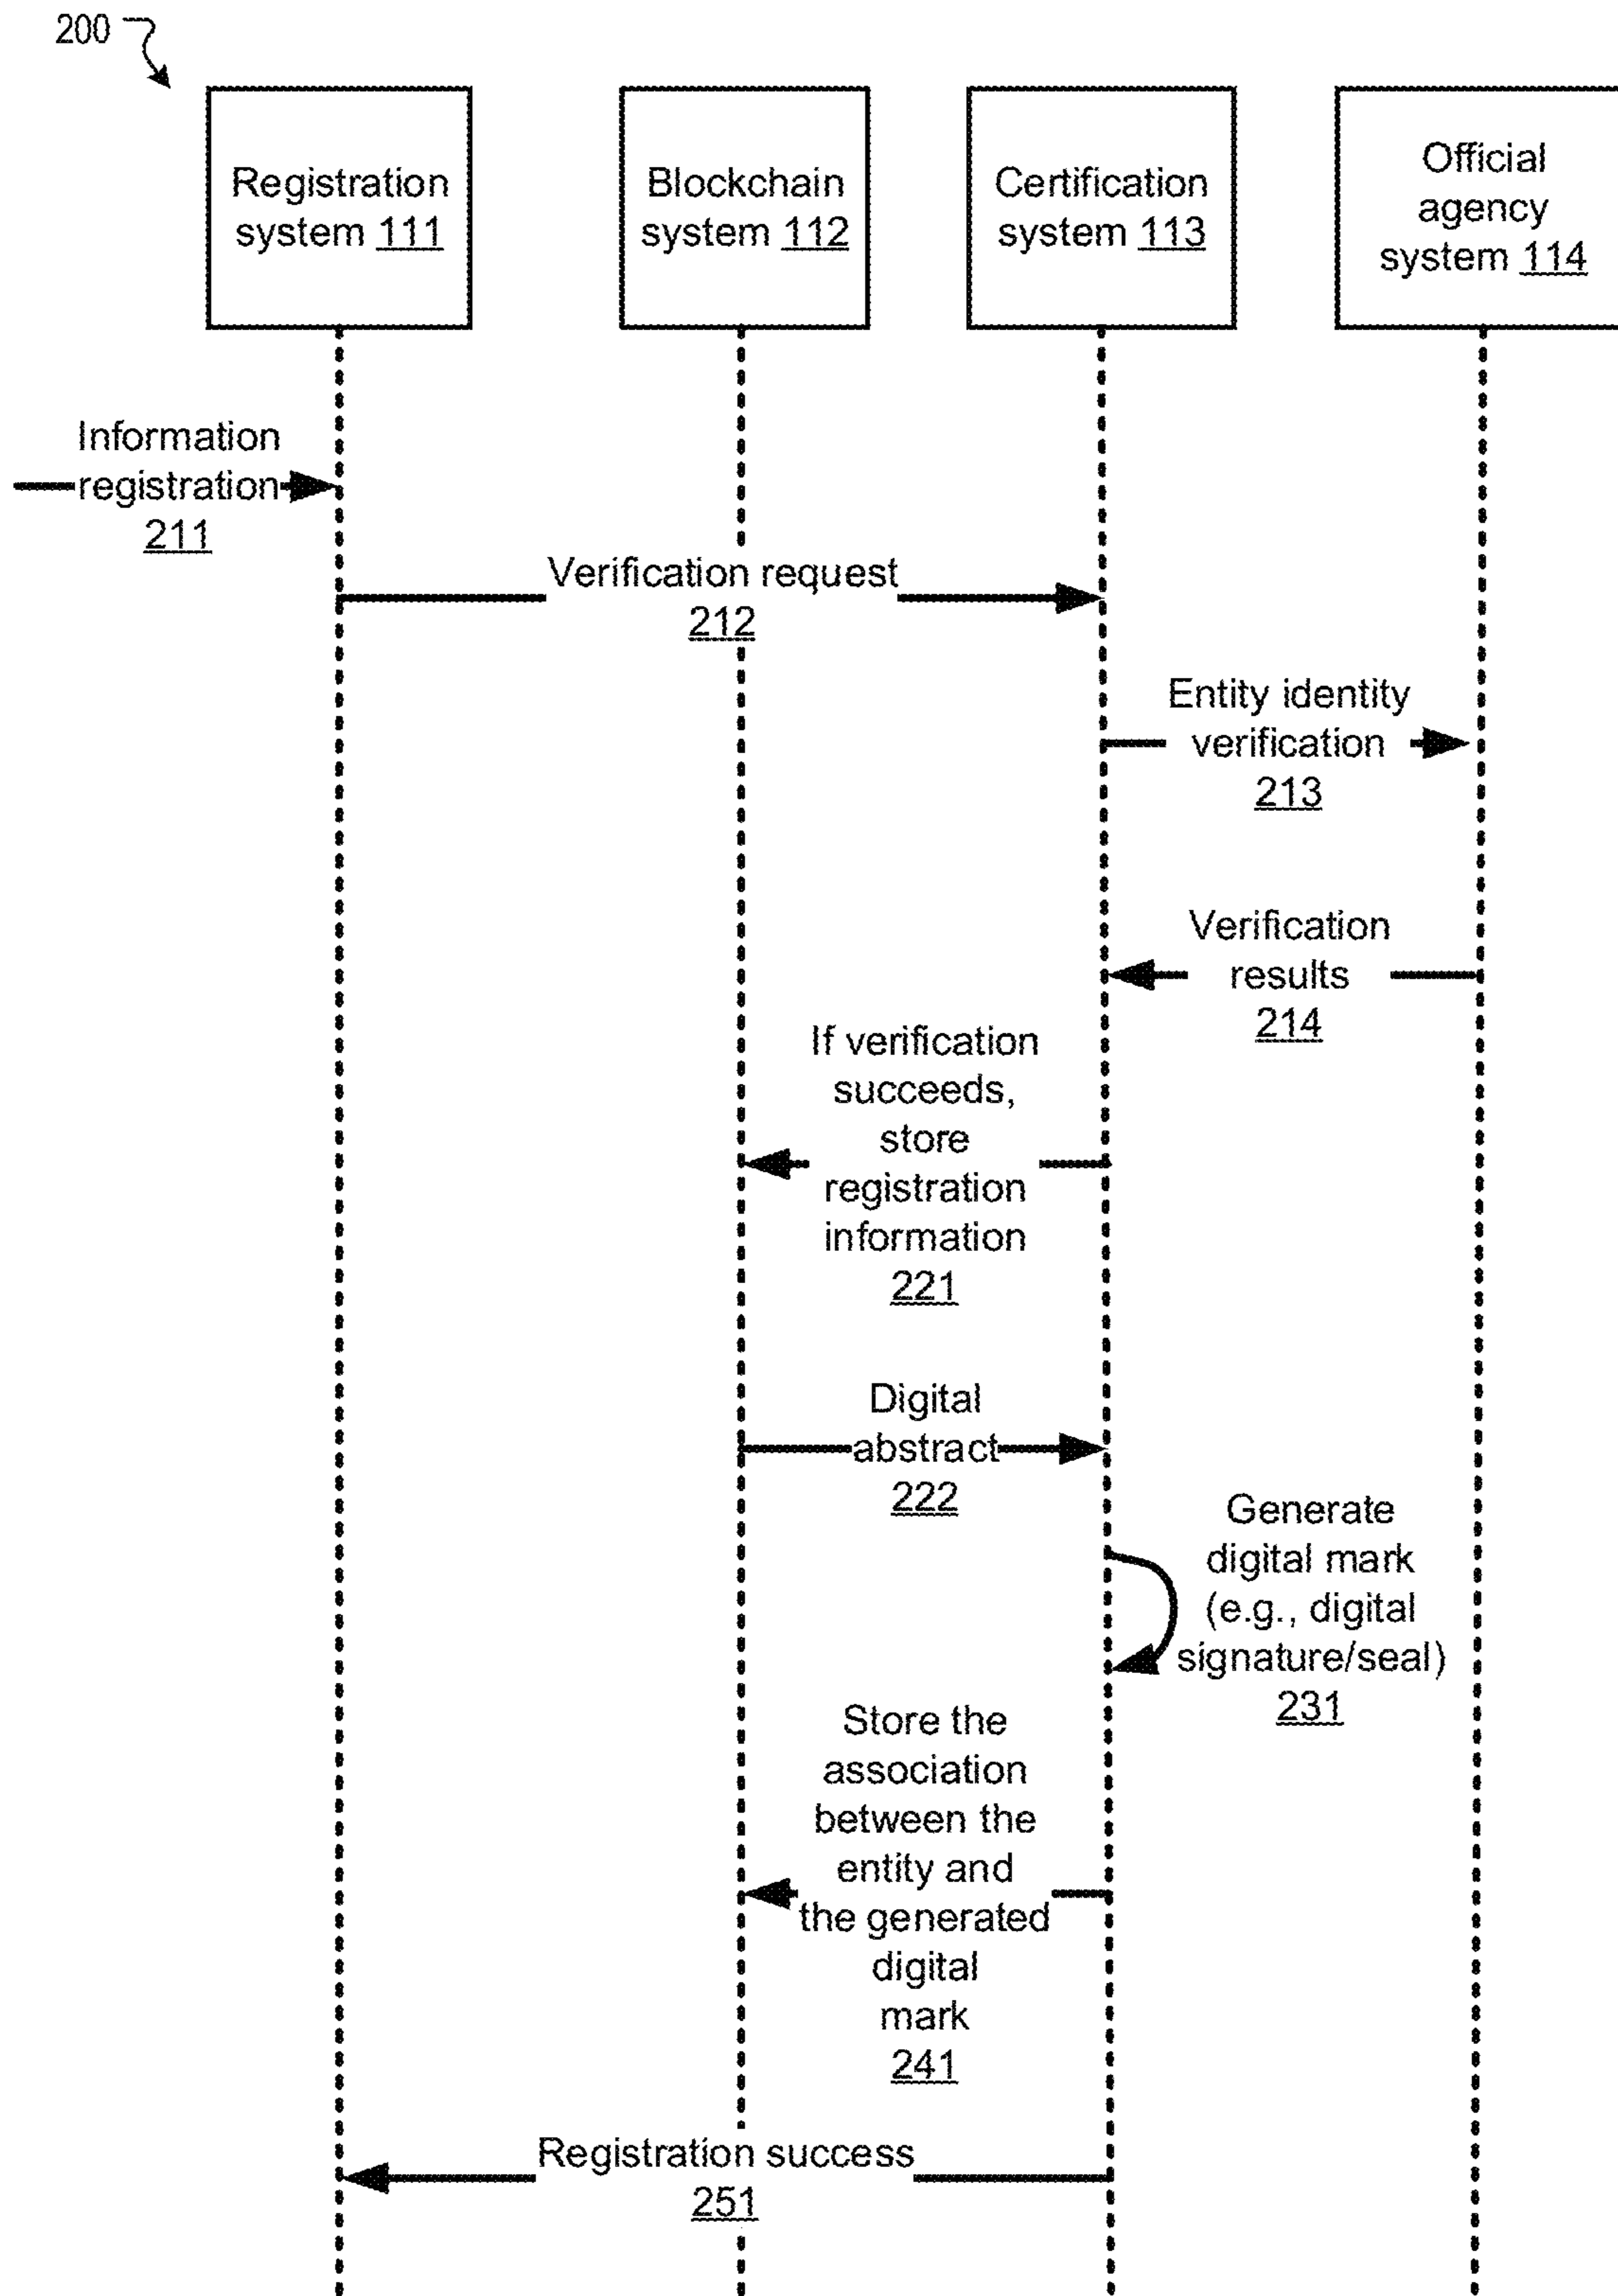 200
Registration
system 111
Blockchain
system 112
Certification
system 113
Official
agency
system 114
Information
registration
211
Verification request
212
Entity identity
verification
213
Verification
results
214
If verification
succeeds,
store
registration
information
221
Digital
abstract
222
Generate
digital mark
(e.g., digital
signature/seal)
231
Store the
association
between the
entity and
the generated
digital
mark
241
Registration success
251